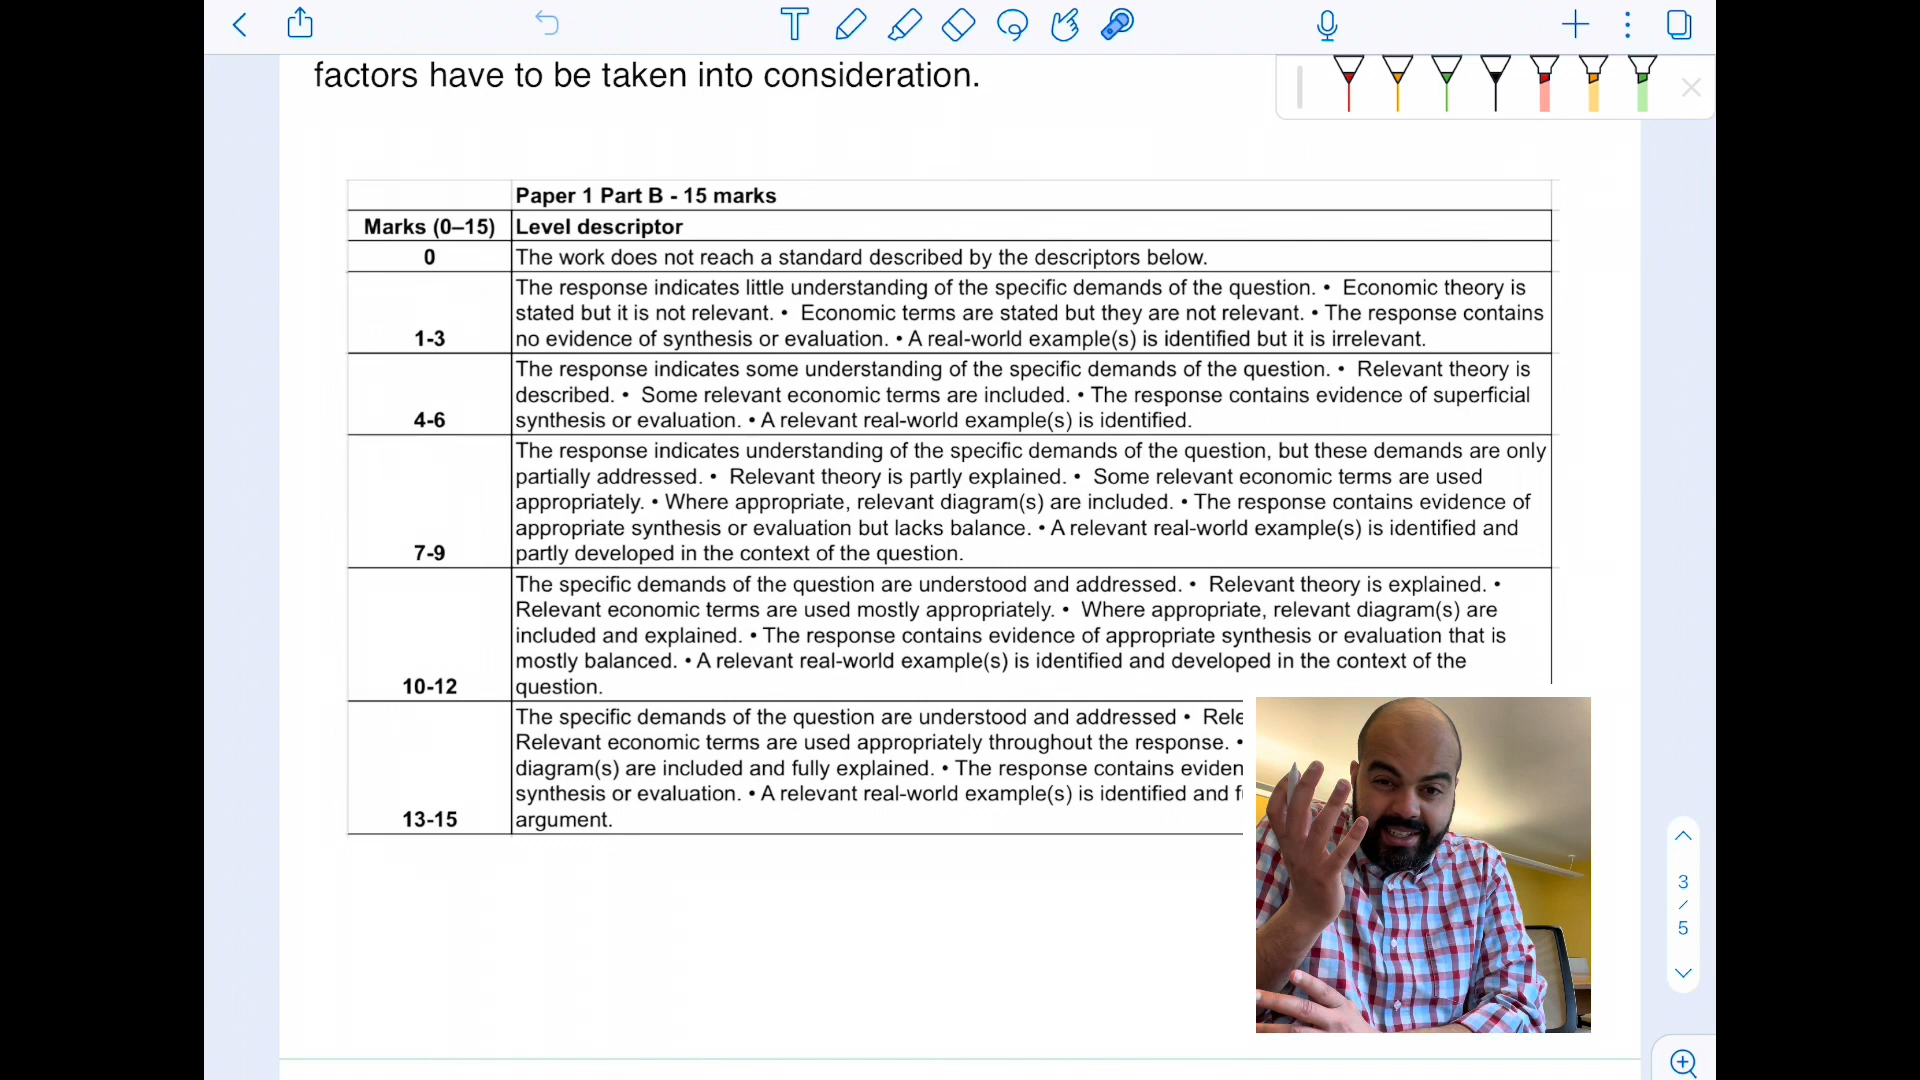 factors have to be taken into consideration.
Paper 1 Part B - 15 marks
Marks (0–15) Level descriptor
0 The work does not reach a standard described by the descriptors below.
The response indicates little understanding of the specific demands of the question. • Economic theory is
stated but it is not relevant. • Economic terms are stated but they are not relevant. • The response contains
1-3 no evidence of synthesis or evaluation. • A real-world example(s) is identified but it is irrelevant.
The response indicates some understanding of the specific demands of the question. • Relevant theory is
described. • Some relevant economic terms are included. • The response contains evidence of superficial
4-6 synthesis or evaluation. • A relevant real-world example(s) is identified.
The response indicates understanding of the specific demands of the question, but these demands are only
partially addressed. • Relevant theory is partly explained. • Some relevant economic terms are used
appropriately. • Where appropriate, relevant diagram(s) are included. • The response contains evidence of
appropriate synthesis or evaluation but lacks balance. • A relevant real-world example(s) is identified and
7-9 partly developed in the context of the question.
The specific demands of the question are understood and addressed. • Relevant theory is explained. •
Relevant economic terms are used mostly appropriately. • Where appropriate, relevant diagram(s) are
included and explained. • The response contains evidence of appropriate synthesis or evaluation that is
mostly balanced. • A relevant real-world example(s) is identified and developed in the context of the
10-12 question.
The specific demands of the question are understood and addressed • Rele
Relevant economic terms are used appropriately throughout the response. •
diagram(s) are included and fully explained. • The response contains eviden
synthesis or evaluation. • A relevant real-world example(s) is identified and f
13-15 argument.
3
/
5